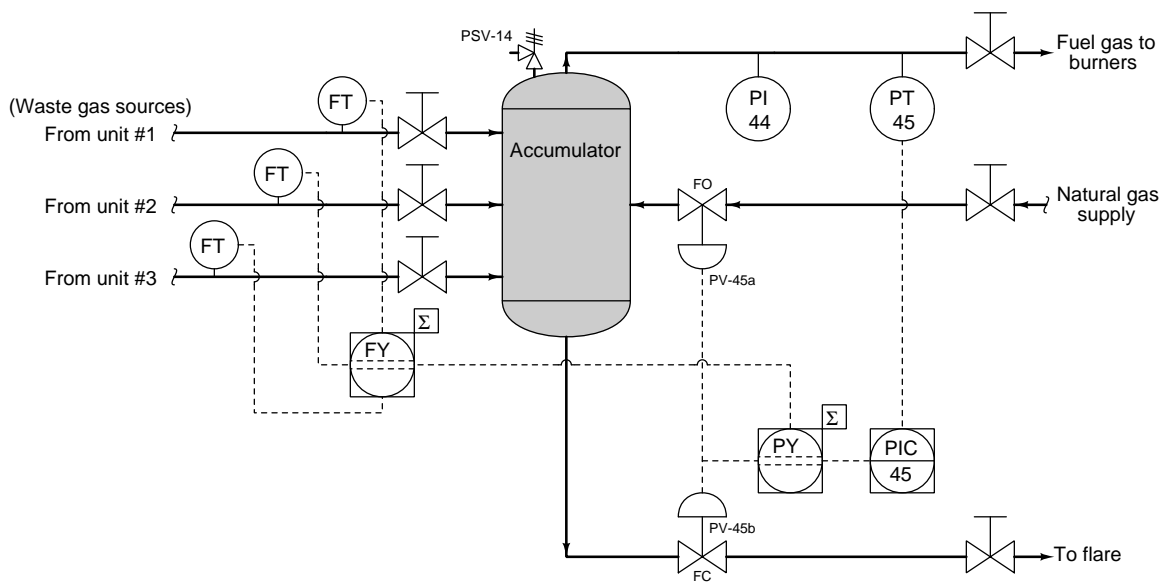 PSV-14
Fuel gas to
burners
FT
PI
44
PT
45
(Waste gas sources)
From unit #1
Accumulator
FT
FO
From unit #2
Natural gas
supply
FT
From unit #3
PV-45a
Σ
FY
Σ
PY
PIC
45
PV-45b
To flare
FC